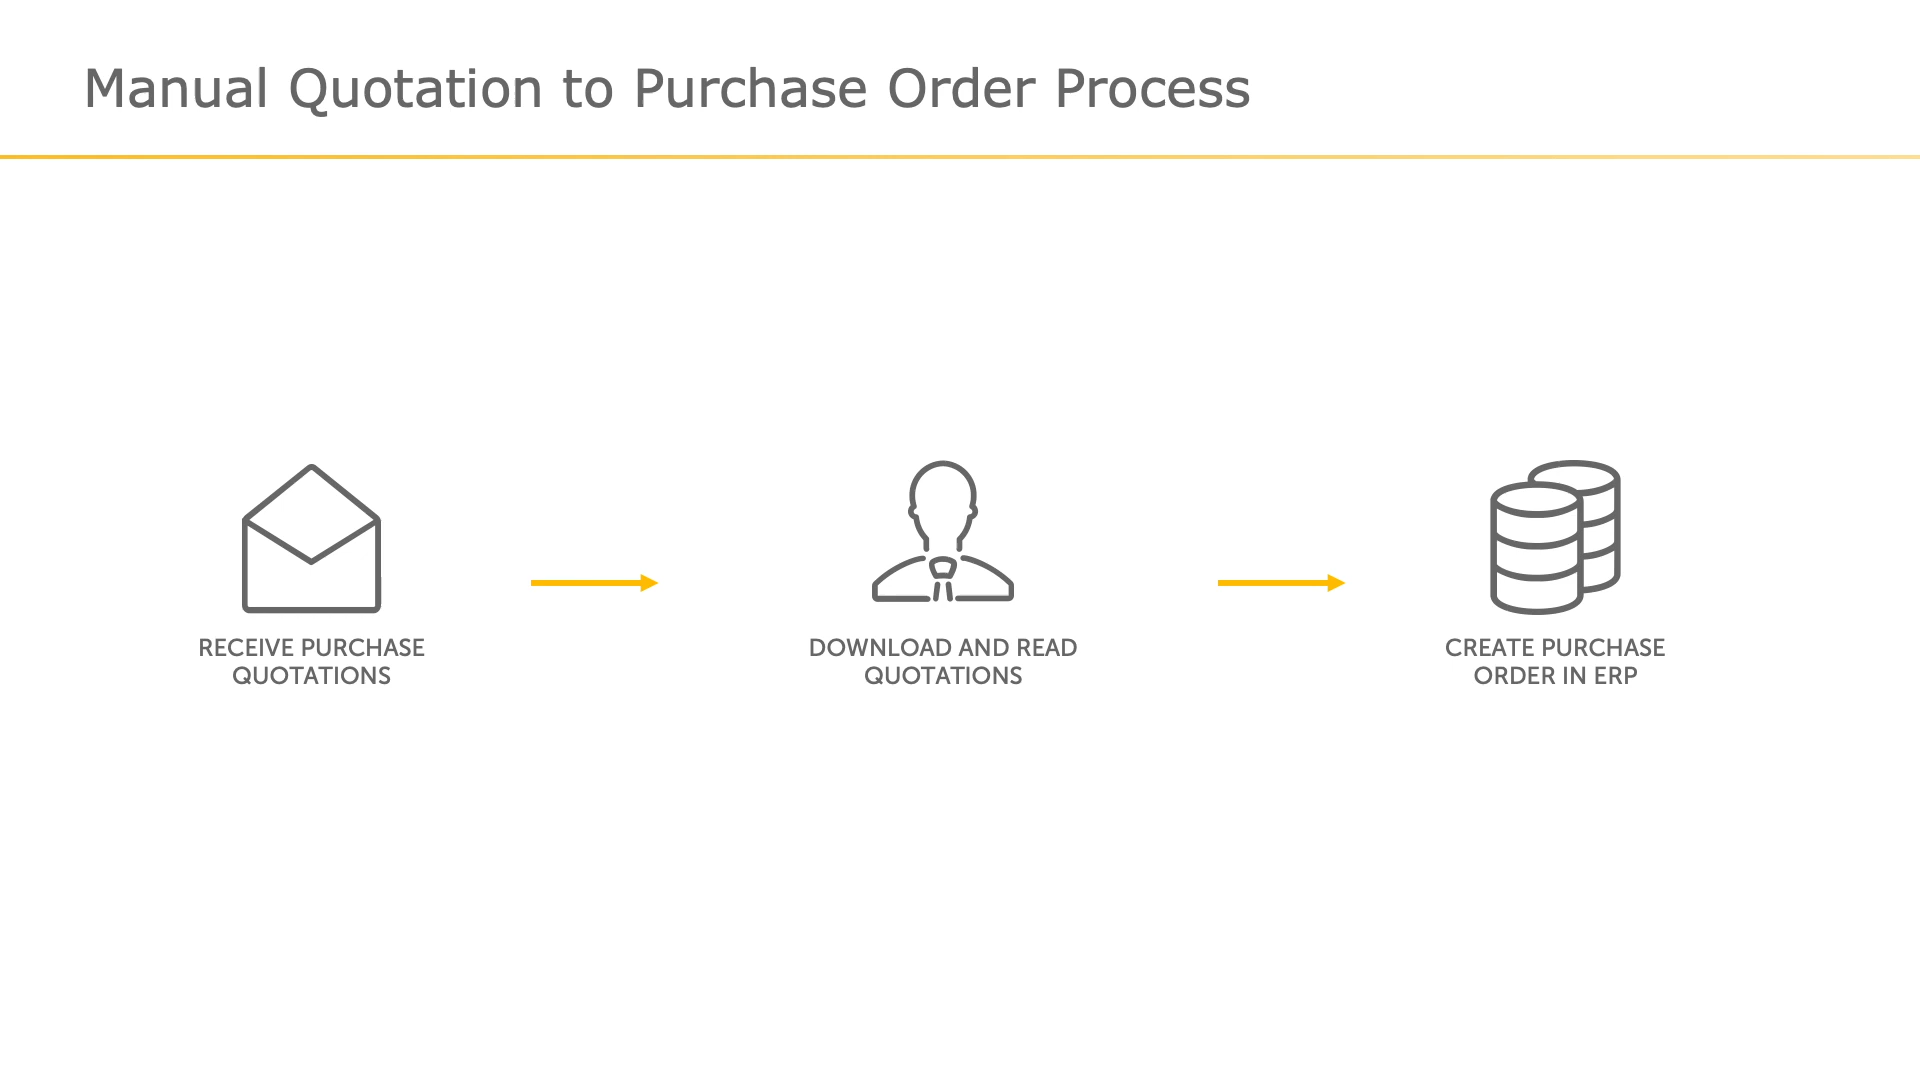 Manual Quotation to Purchase Order Process
RECEIVE PURCHASE
QUOTATIONS
DOWNLOAD AND READ
QUOTATIONS
CREATE PURCHASE
ORDER IN ERP